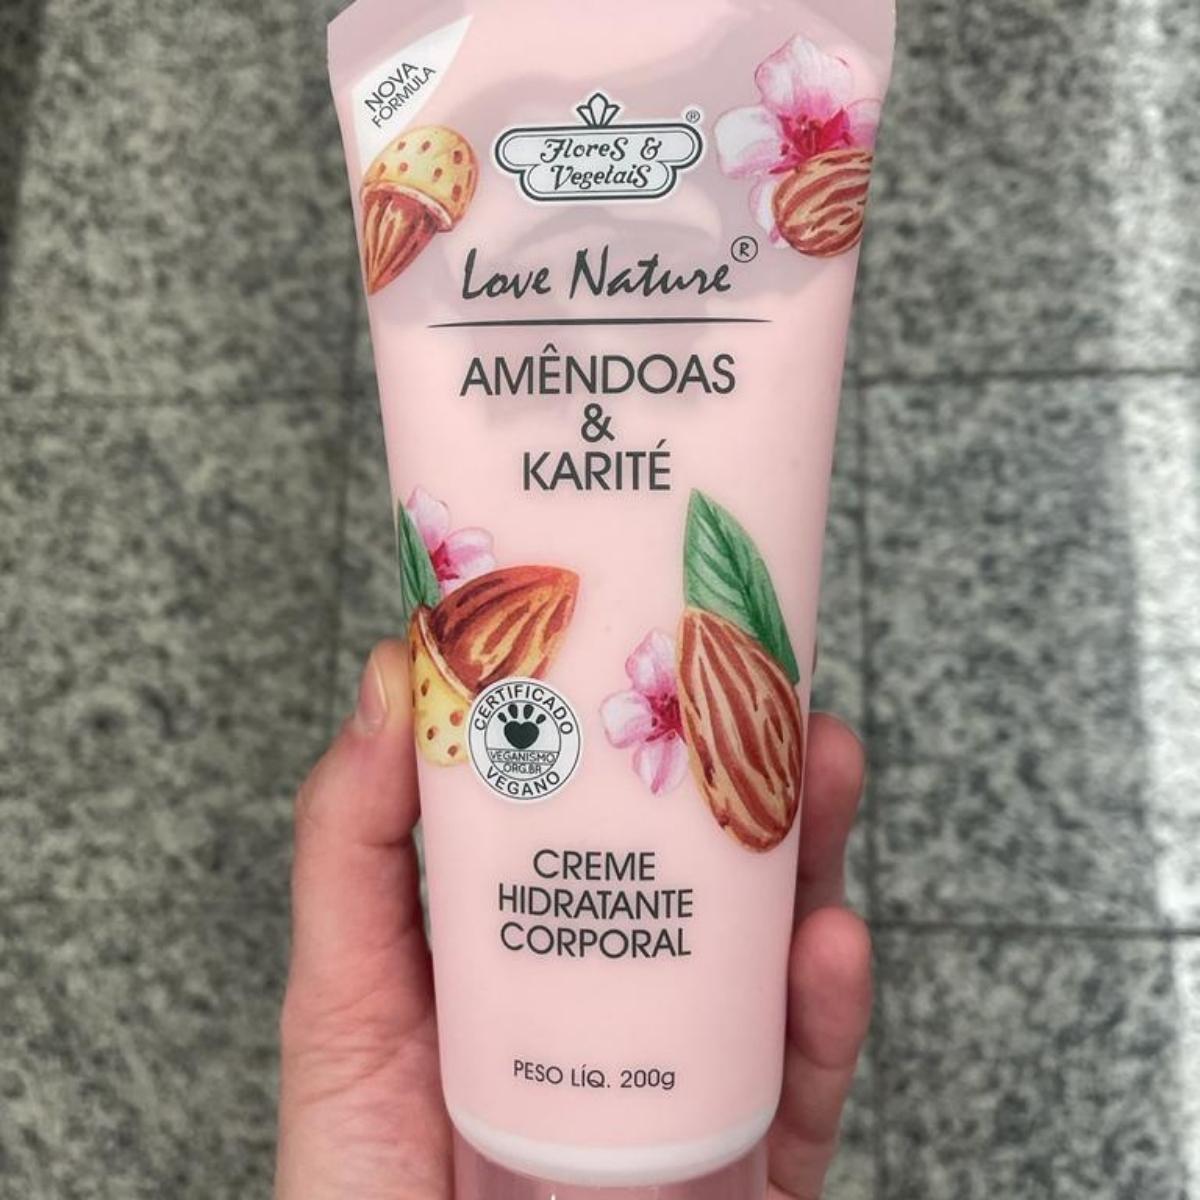 NOVA
FÓRMULA
Flores &
Vegetais
®
Love Nature®
AMÊNDOAS
&
KARITÉ
CERTIFICADO
VEGANISMO
ORG.BR
VEGANO
CREME
HIDRATANTE
CORPORAL
PESO LÍQ. 200g